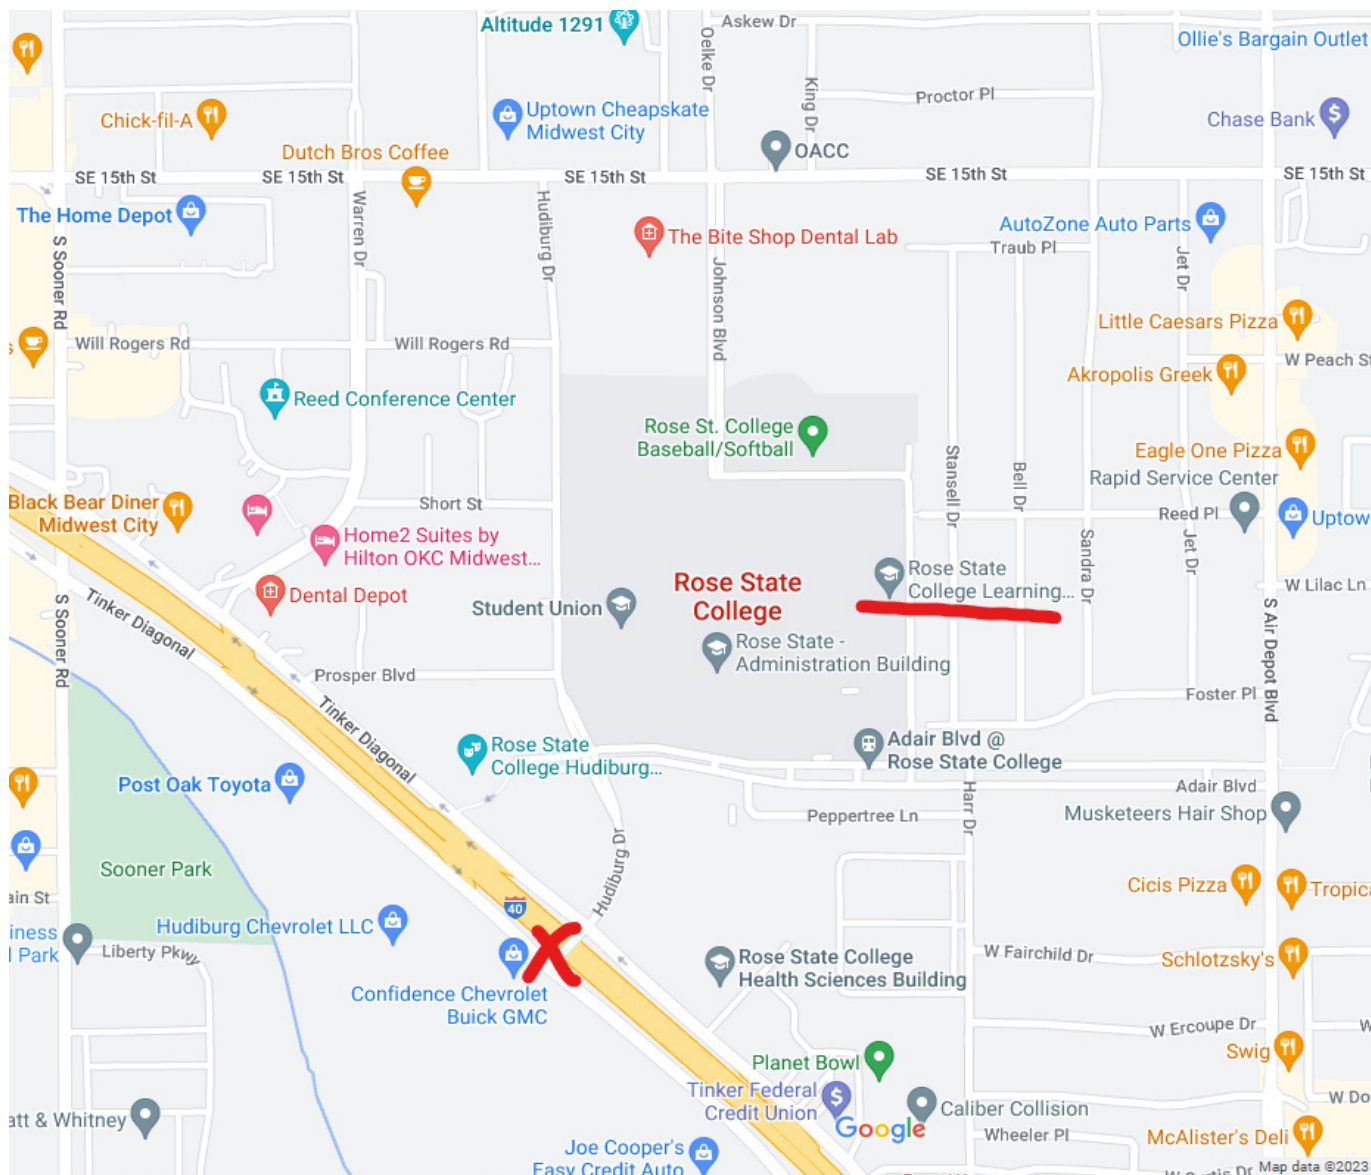 Askew Dr
Altitude 1291
Oelke Dr
Ollie's Bargain Outlet
King Dr
Proctor Pl
Chick-fil-A
Uptown Cheapskate
Midwest City
Chase Bank
Dutch Bros Coffee
OACC
SE 15th St
SE 15th St
SE 15th St
SE 15th St
SE 15th St
The Home Depot
Warren Dr
Hudiburg Dr
The Bite Shop Dental Lab
AutoZone Auto Parts
Traub Pl
Jet Dr
S Sooner Rd
Johnson Blvd
Little Caesars Pizza
s
Will Rogers Rd
Will Rogers Rd
W Peach St
Akropolis Greek
Reed Conference Center
Rose St. College
Baseball/Softball
Stansell Dr
Bell Dr
Eagle One Pizza
Rapid Service Center
Black Bear Diner
Midwest City
Short St
Reed Pl
Uptow
Home2 Suites by
Hilton OKC Midwest...
Sandra Dr
Jet Dr
Rose State
College Learning...
Rose State
College
W Lilac Ln
Dental Depot
Student Union
Tinker Diagonal
S Sooner Rd
S Air Depot Blvd
Rose State -
Administration Building
Prosper Blvd
Foster Pl
Tinker Diagonal
Rose State
College Hudiburg...
Adair Blvd @
Rose State College
Post Oak Toyota
Adair Blvd
Harr Dr
Peppertree Ln
Musketeers Hair Shop
Hudiburg Dr
Sooner Park
Cicis Pizza
Tropica
ain St
40
Hudiburg Chevrolet LLC
iness
l Park
Liberty Pkwy
W Fairchild Dr
Schlotzsky's
Rose State College
Health Sciences Building
Confidence Chevrolet
Buick GMC
W Ercoupe Dr
W
Swig
Planet Bowl
Tinker Federal
Credit Union
W Do
att & Whitney
Google
Caliber Collision
Wheeler Pl
McAlister's Deli
Joe Cooper's
Easy Credit Auto
W Curtis Dr
Map data ©2023